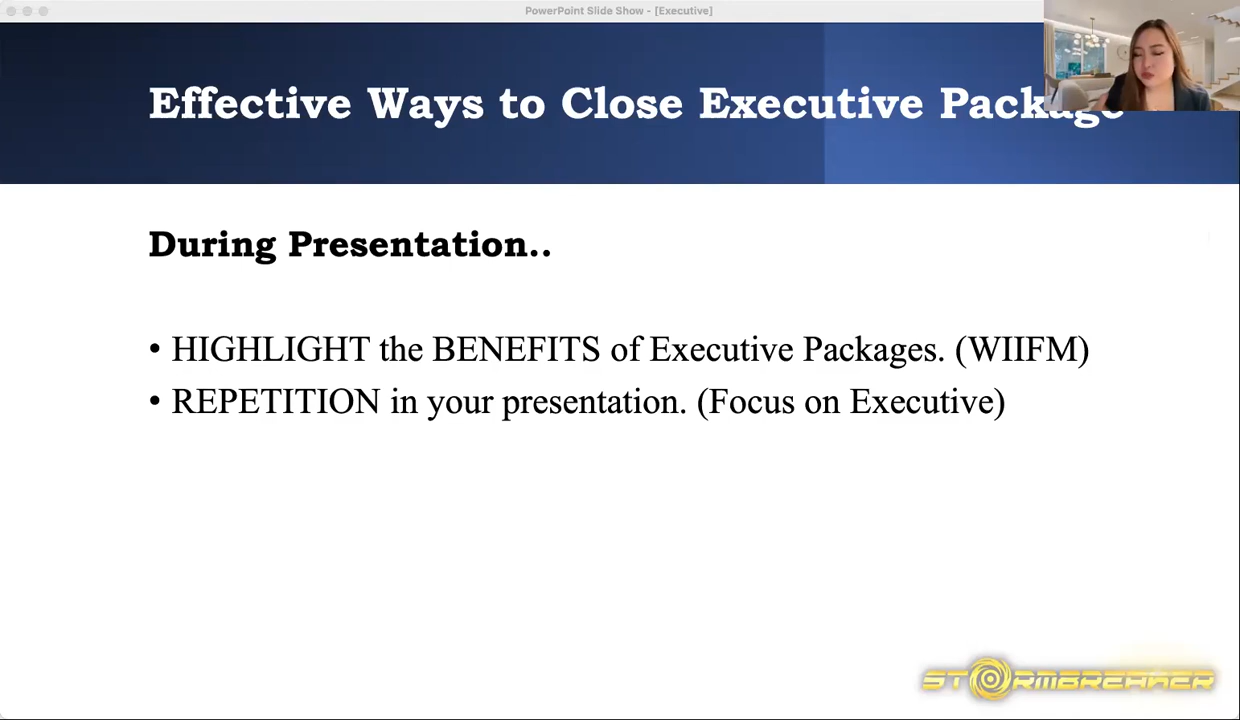 PowerPoint Slide Show - [Executive]
Effective Ways to Close Executive Package
During Presentation..
• HIGHLIGHT the BENEFITS of Executive Packages. (WIIFM)
• REPETITION in your presentation. (Focus on Executive)
STORMBREAKER